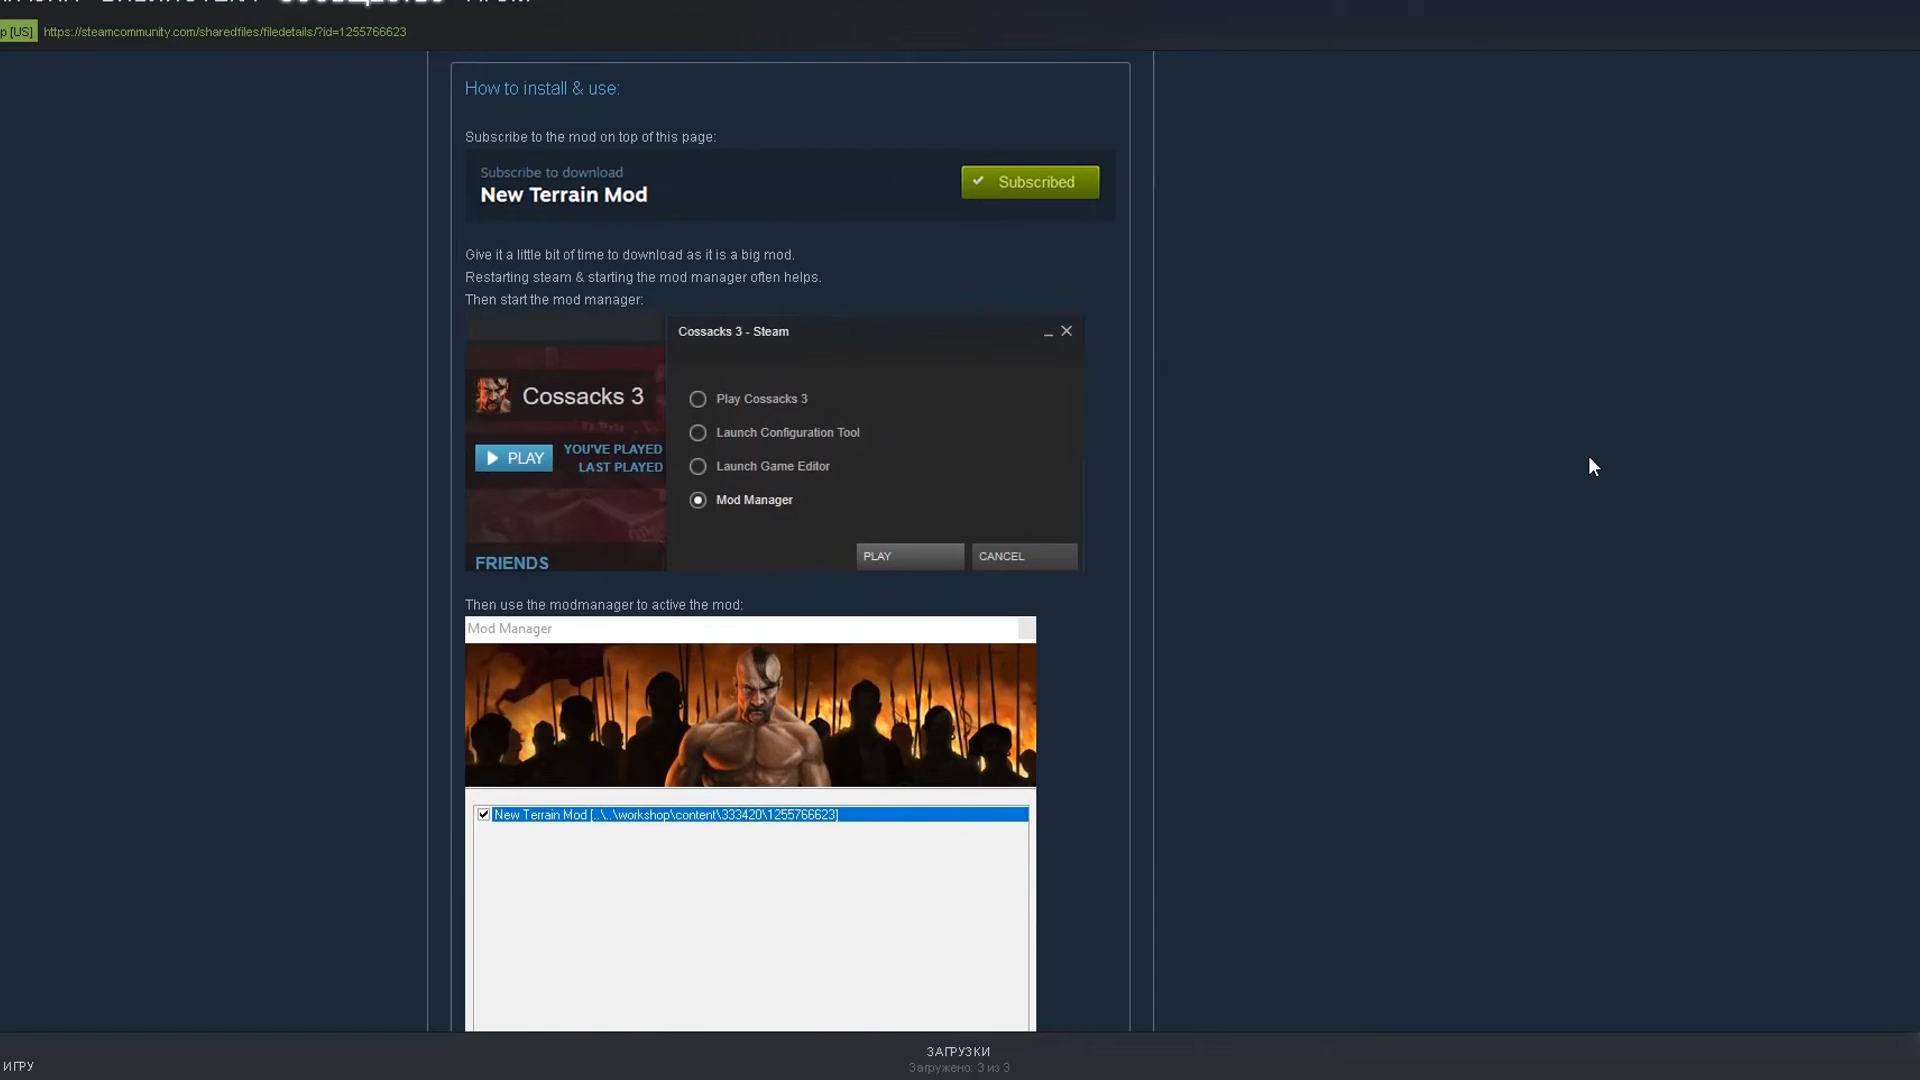 p [US] https://steamcommunity.com/sharedfiles/filedetails/?id=1255766623
How to install & use:
Subscribe to the mod on top of this page:
Subscribe to download
New Terrain Mod
Subscribed
Give it a little bit of time to download as it is a big mod.
Restarting steam & starting the mod manager often helps.
Then start the mod manager:
Cossacks 3 - Steam
Cossacks 3
Play Cossacks 3
Launch Configuration Tool
PLAY
YOU'VE PLAYED
LAST PLAYED
Launch Game Editor
Mod Manager
PLAY
CANCEL
FRIENDS
Then use the modmanager to active the mod:
Mod Manager
New Terrain Mod [..\..\workshop\content\333420\1255766623]
ЗАГРУЗКИ
Загружено: 3 из 3
ИГРУ